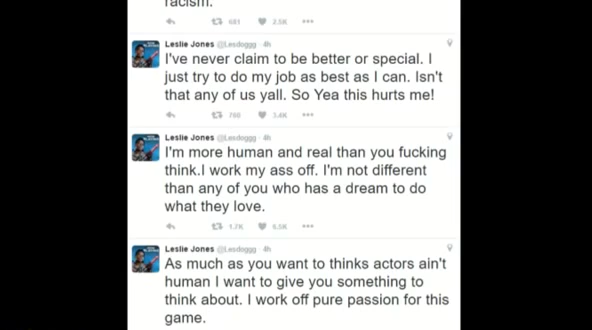 racism.
681 2.5K
Leslie Jones @Lesdoggg · 4h
I've never claim to be better or special. I
just try to do my job as best as I can. Isn't
that any of us yall. So Yea this hurts me!
788 3.4K
Leslie Jones @Lesdoggg · 4h
I'm more human and real than you fucking
think.I work my ass off. I'm not different
than any of you who has a dream to do
what they love.
1.7K 6.5K
Leslie Jones @Lesdoggg · 4h
As much as you want to thinks actors ain't
human I want to give you something to
think about. I work off pure passion for this
game.